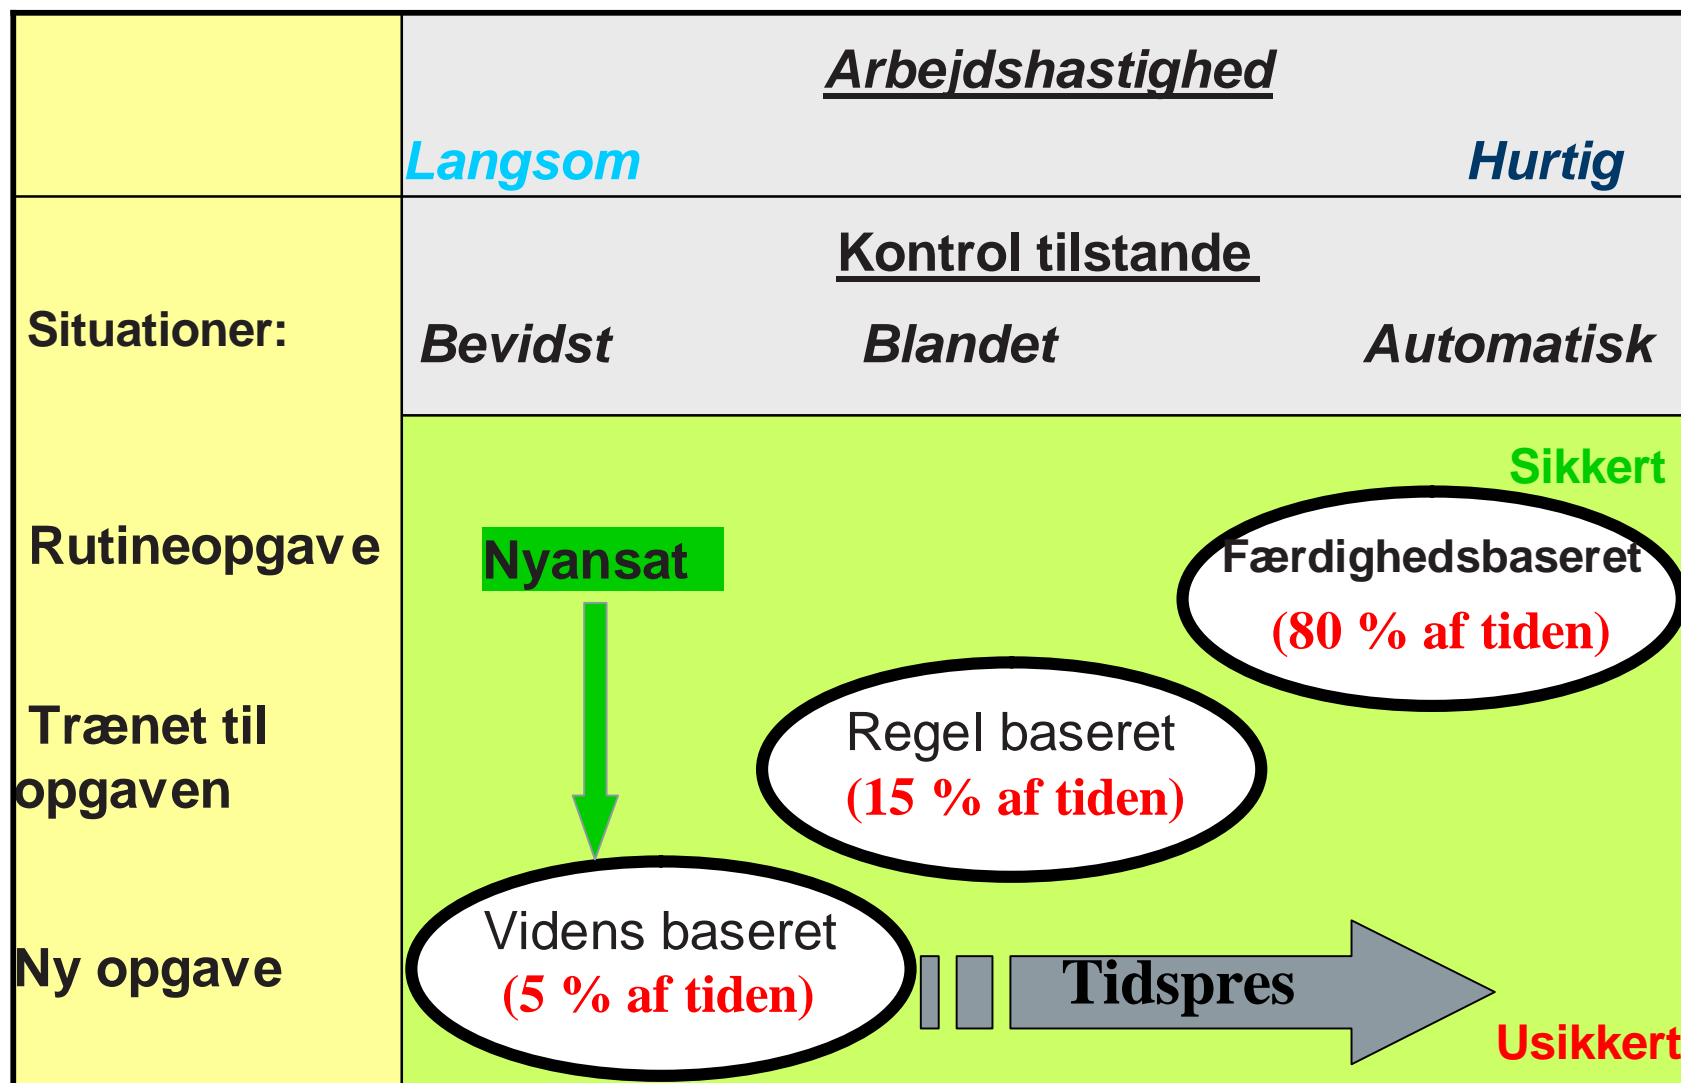 Arbejdshastighed
Langsom Hurtig
Kontrol tilstande
Situationer:
Bevidst Blandet Automatisk
Sikkert
Rutineopgave
Nyansat
Færdighedsbaseret
(80 % af tiden)
Trænet til
opgaven
Regel baseret
(15 % af tiden)
Ny opgave
Videns baseret
(5 % af tiden)
Tidspres
Usikkert